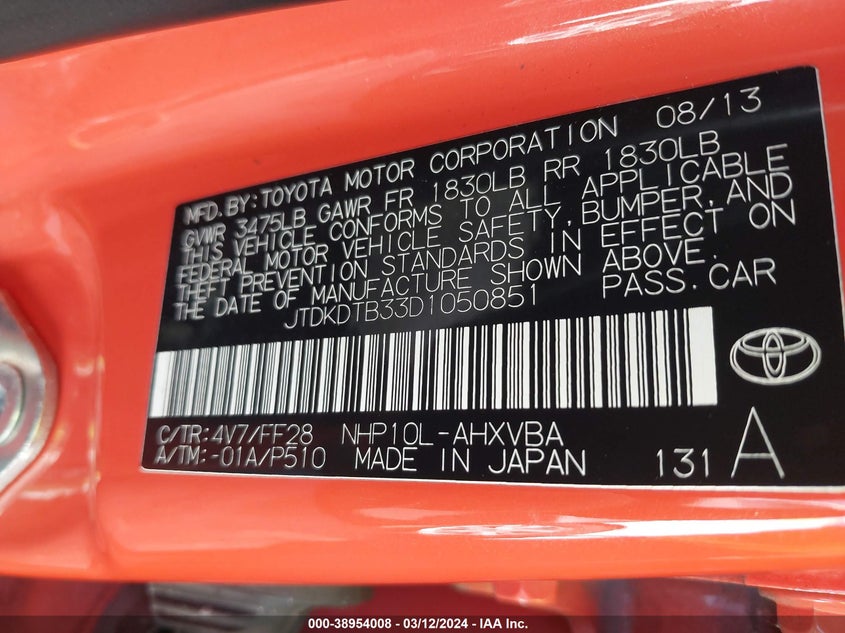 MFD.BY:TOYOTA MOTOR CORPORATION 08/13
GVWR 3475LB GAWR FR 1830LB RR 1830LB
THIS VEHICLE CONFORMS TO ALL APPLICABLE
FEDERAL MOTOR VEHICLE SAFETY, BUMPER, AND
THEFT PREVENTION STANDARDS IN EFFECT ON
THE DATE OF MANUFACTURE SHOWN ABOVE.
JTDKDTB33D1050851 PASS.CAR
C/TR:4V7/FF28 NHP10L-AHXVBA
A/TM:-01A/P510 MADE IN JAPAN 131 A
000-38954008 - 03/12/2024 - IAA Inc.